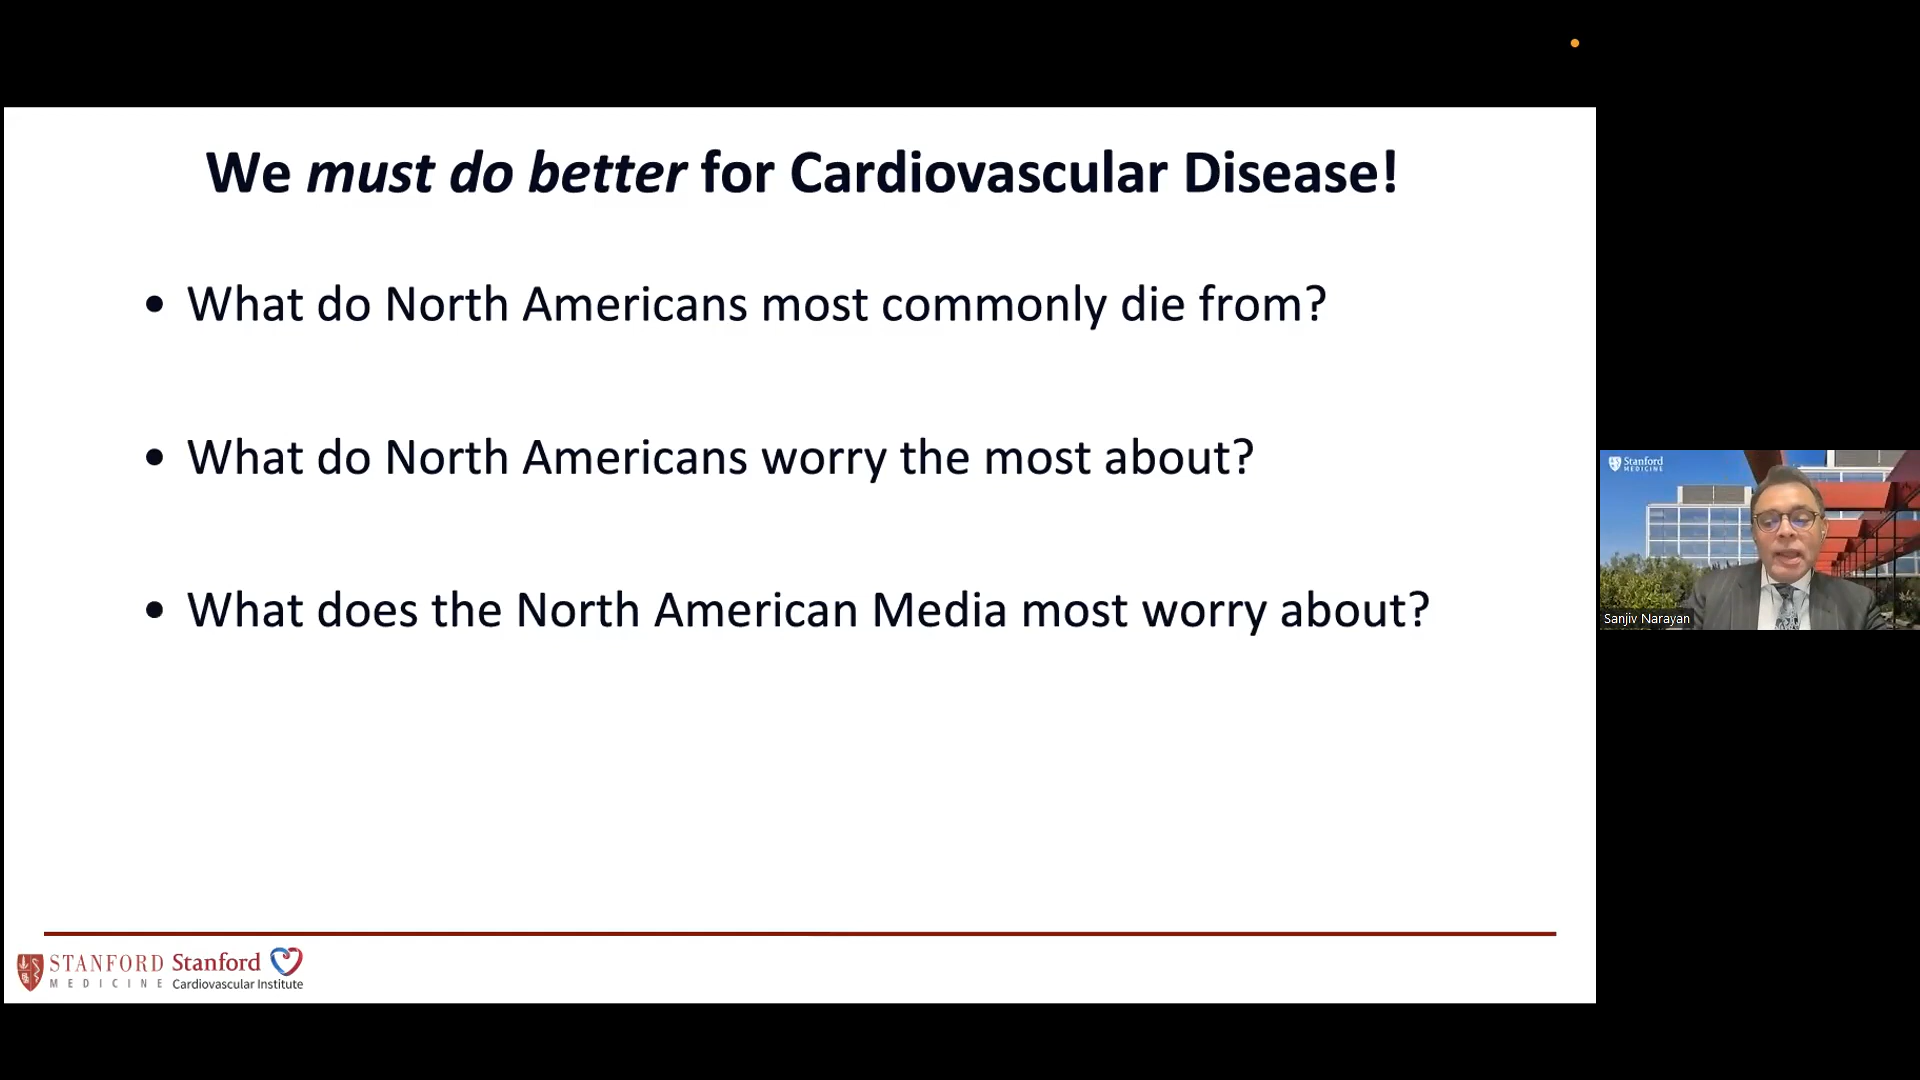 We must do better for Cardiovascular Disease!
• What do North Americans most commonly die from?
• What do North Americans worry the most about?
• What does the North American Media most worry about?
Stanford
MEDICINE
Sanjiv Narayan
STANFORD
MEDICINE
Stanford
Cardiovascular Institute